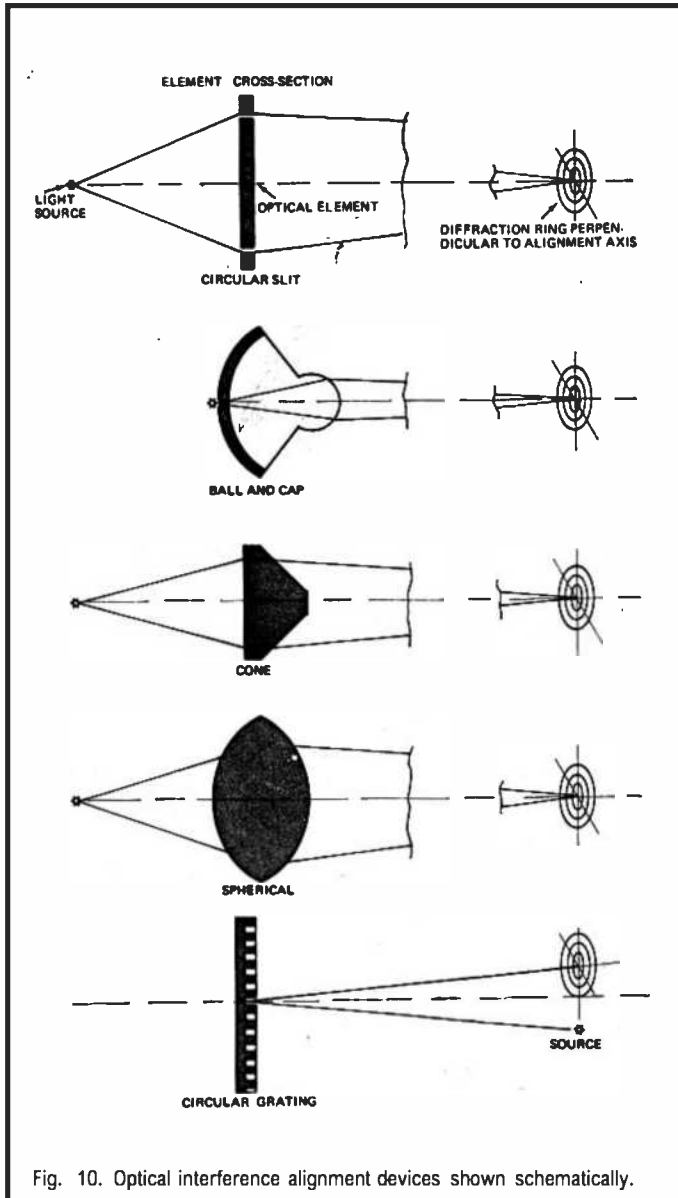 ELEMENT CROSS-SECTION
LIGHT
SOURCE
OPTICAL ELEMENT
DIFFRACTION RING PERPEN-
DICULAR TO ALIGNMENT AXIS
CIRCULAR SLIT
BALL AND CAP
CONE
SPHERICAL
SOURCE
CIRCULAR GRATING
Fig. 10. Optical interference alignment devices shown schematically.